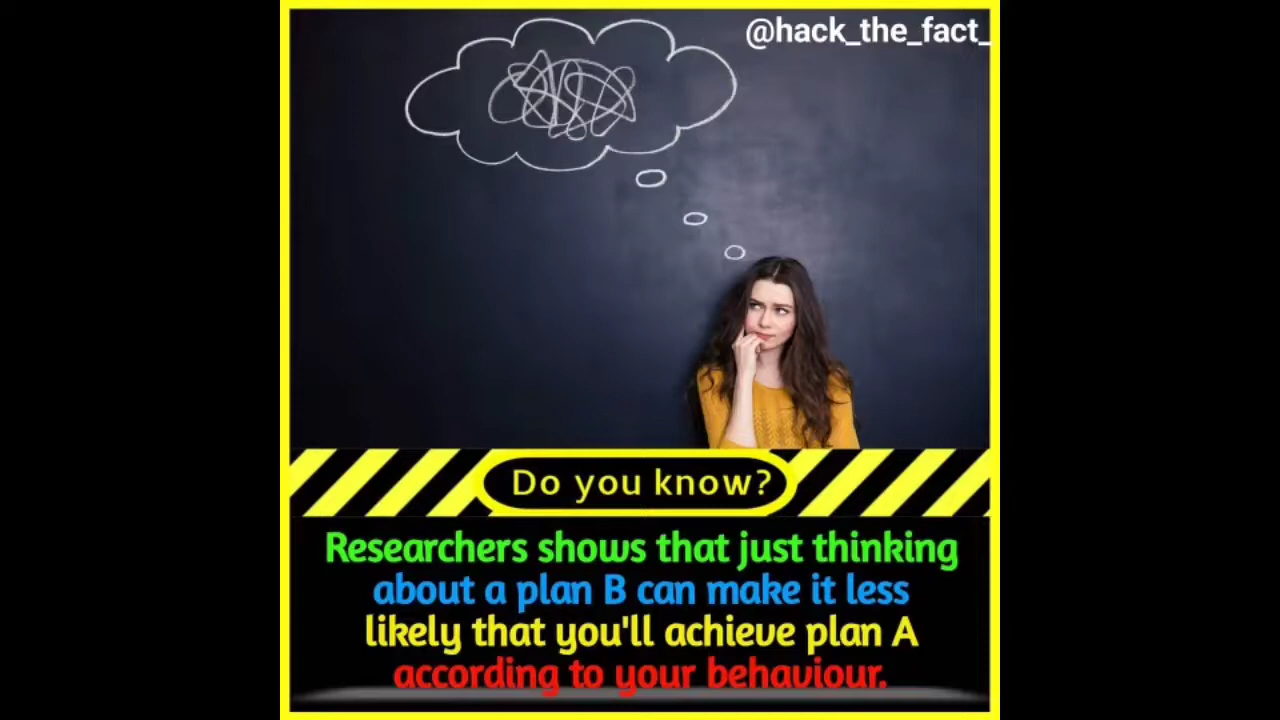 @hack_the_fact_
Do you know?
Researchers shows that just thinking
about a plan B can make it less
likely that you'll achieve plan A
according to your behaviour.